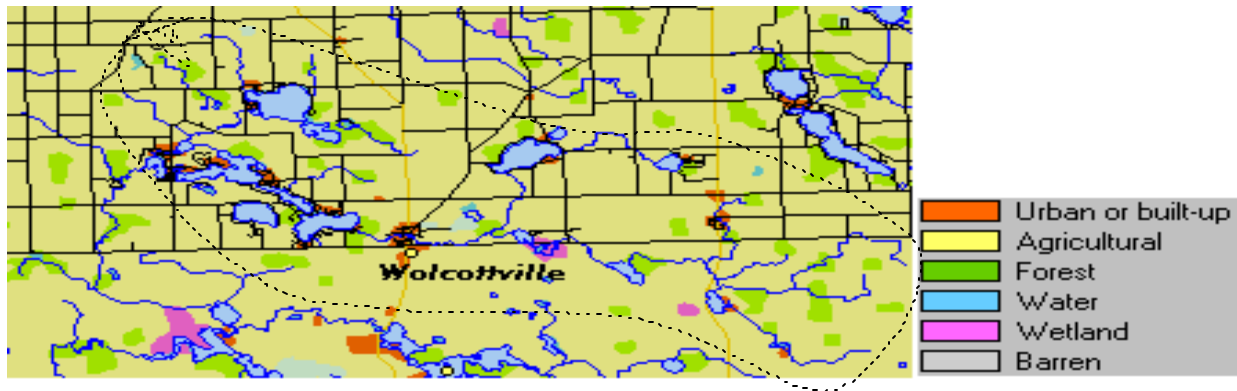 Wolcottville
Urban or built-up
Agricultural
Forest
Water
Wetland
Barren